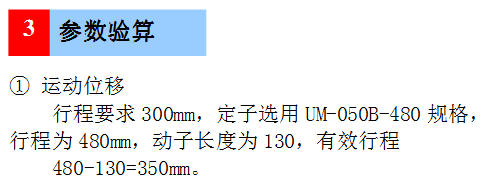 3 参数验算
① 运动位移
行程要求 300mm，定子选用 UM-050B-480 规格，
行程为 480mm，动子长度为 130，有效行程
480-130=350mm。